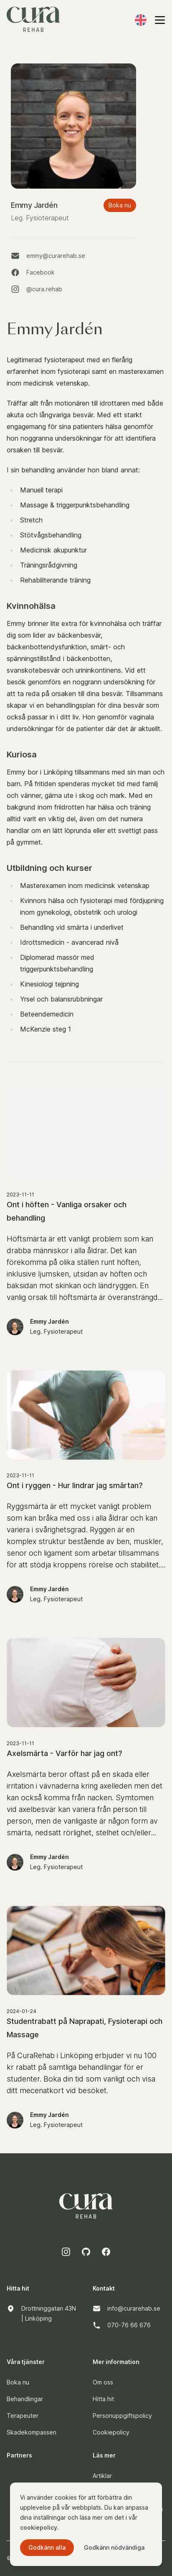 cura
REHAB
Emmy Jardén
Boka nu
Leg. Fysioterapeut
emmy@curarehab.se
Facebook
@cura.rehab
Emmy Jardén
Legitimerad fysioterapeut med en flerårig
erfarenhet inom fysioterapi samt en masterexamen
inom medicinsk vetenskap.
Träffar allt från motionären till idrottaren med både
akuta och långvariga besvär. Med ett starkt
engagemang för sina patienters hälsa genomför
hon noggranna undersökningar för att identifiera
orsaken till besvär.
I sin behandling använder hon bland annat:
Manuell terapi
Massage & triggerpunktsbehandling
Stretch
Stötvågsbehandling
Medicinsk akupunktur
Träningsrådgivning
Rehabiliterande träning
Kvinnohälsa
Emmy brinner lite extra för kvinnohälsa och träffar
dig som lider av bäckenbesvär,
bäckenbottendysfunktion, smärt- och
spänningstillstånd i bäckenbotten,
svanskotebesvär och urininkontinens. Vid ett
besök genomförs en noggrann undersökning för
att ta reda på orsaken till dina besvär. Tillsammans
skapar vi en behandlingsplan för dina besvär som
också passar in i ditt liv. Hon genomför vaginala
undersökningar för de patienter där det är aktuellt.
Kuriosa
Emmy bor i Linköping tillsammans med sin man och
barn. På fritiden spenderas mycket tid med familj
och vänner, gärna ute i skog och mark. Med en
bakgrund inom friidrotten har hälsa och träning
alltid varit en viktig del, även om det numera
handlar om en lätt löprunda eller ett svettigt pass
på gymmet.
Utbildning och kurser
Masterexamen inom medicinsk vetenskap
Kvinnors hälsa och fysioterapi med fördjupning
inom gynekologi, obstetrik och urologi
Behandling vid smärta i underlivet
Idrottsmedicin - avancerad nivå
Diplomerad massör med
triggerpunktsbehandling
Kinesiologi tejpning
Yrsel och balansrubbningar
Beteendemedicin
McKenzie steg 1
2023-11-11
Ont i höften - Vanliga orsaker och
behandling
Höftsmärta är ett vanligt problem som kan
drabba människor i alla åldrar. Det kan
förekomma på olika ställen runt höften,
inklusive ljumsken, utsidan av höften och
baksidan mot skinkan och ländryggen. En
vanlig orsak till höftsmärta är överansträngd...
Emmy Jardén
Leg. Fysioterapeut
2023-11-11
Ont i ryggen - Hur lindrar jag smärtan?
Ryggsmärta är ett mycket vanligt problem
som kan bråka med oss i alla åldrar och kan
variera i svårighetsgrad. Ryggen är en
komplex struktur bestående av ben, muskler,
senor och ligament som arbetar tillsammans
för att stödja kroppens rörelse och stabilitet....
Emmy Jardén
Leg. Fysioterapeut
2023-11-11
Axelsmärta - Varför har jag ont?
Axelsmärta beror oftast på en skada eller
irritation i vävnaderna kring axelleden men det
kan också komma från nacken. Symtomen
vid axelbesvär kan variera från person till
person, men de vanligaste är någon form av
smärta, nedsatt rörlighet, stelhet och/eller...
Emmy Jardén
Leg. Fysioterapeut
2024-01-24
Studentrabatt på Naprapati, Fysioterapi och
Massage
På CuraRehab i Linköping erbjuder vi nu 100
kr rabatt på samtliga behandlingar för er
studenter. Boka din tid som vanligt och visa
ditt mecenatkort vid besöket.
Emmy Jardén
Leg. Fysioterapeut
cura
REHAB
Hitta hit
Kontakt
Drottninggatan 43N
| Linköping
info@curarehab.se
070-76 66 676
Våra tjänster
Mer information
Boka nu
Om oss
Behandlingar
Hitta hit
Terapeuter
Personuppgiftspolicy
Skadekompassen
Cookiepolicy
Partners
Läs mer
Artiklar
Vi använder cookies för att förbättra din
upplevelse på vår webbplats. Du kan anpassa
dina inställningar och läsa mer om det i vår
cookiepolicy.
Godkänn alla
Godkänn nödvändiga